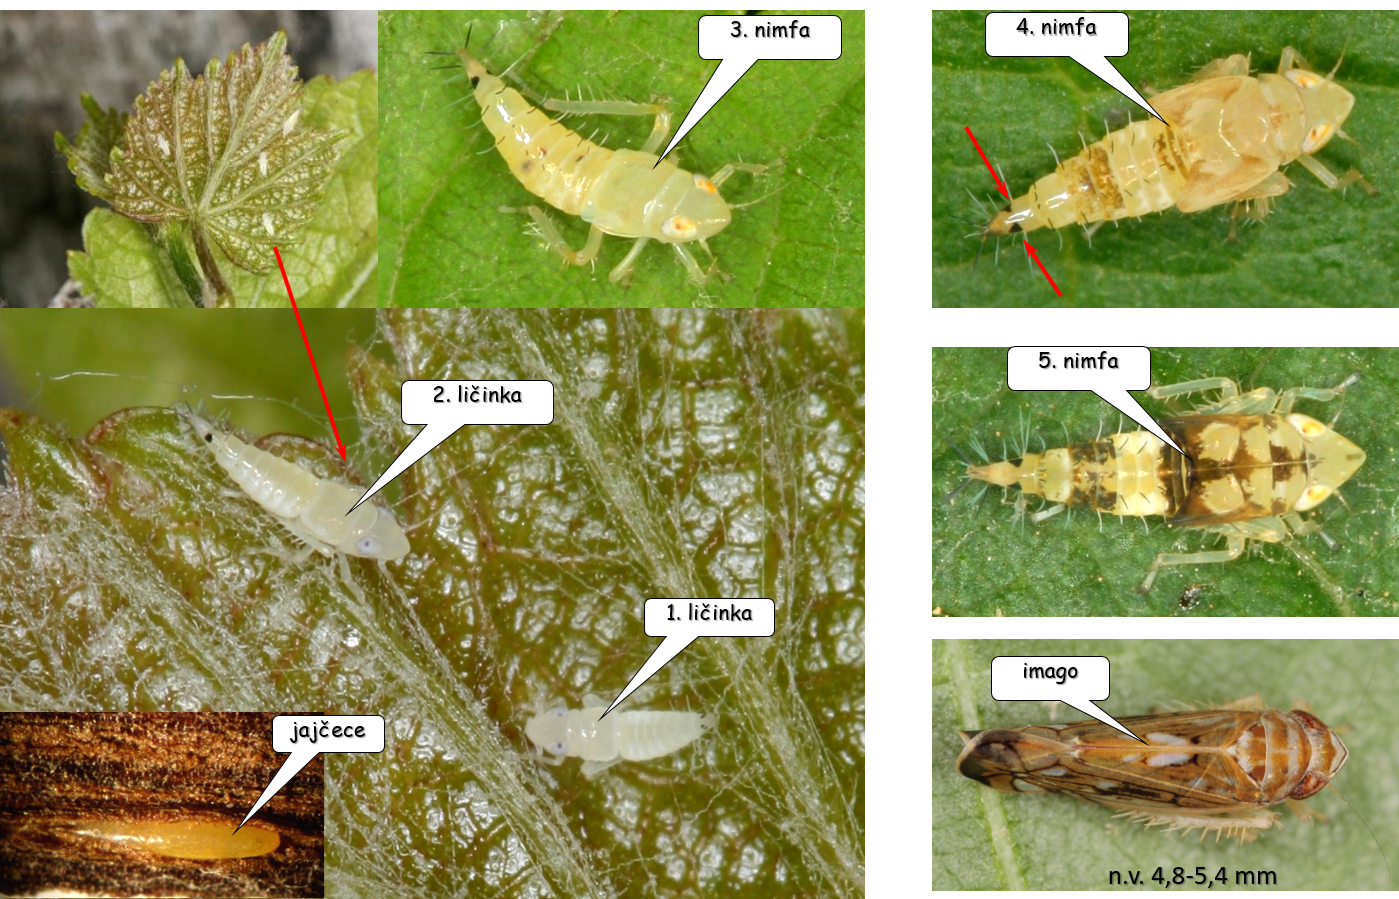 3. nimfa
4. nimfa
5. nimfa
2. ličinka
1. ličinka
imago
jajčece
n.v. 4,8-5,4 mm